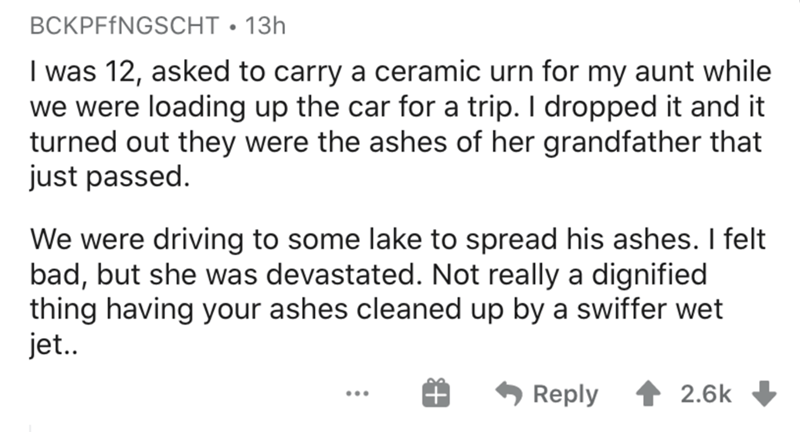 BCKPFfNGSCHT • 13h
I was 12, asked to carry a ceramic urn for my aunt while
we were loading up the car for a trip. I dropped it and it
turned out they were the ashes of her grandfather that
just passed.
We were driving to some lake to spread his ashes. I felt
bad, but she was devastated. Not really a dignified
thing having your ashes cleaned up by a swiffer wet
jet..
... Reply 2.6k